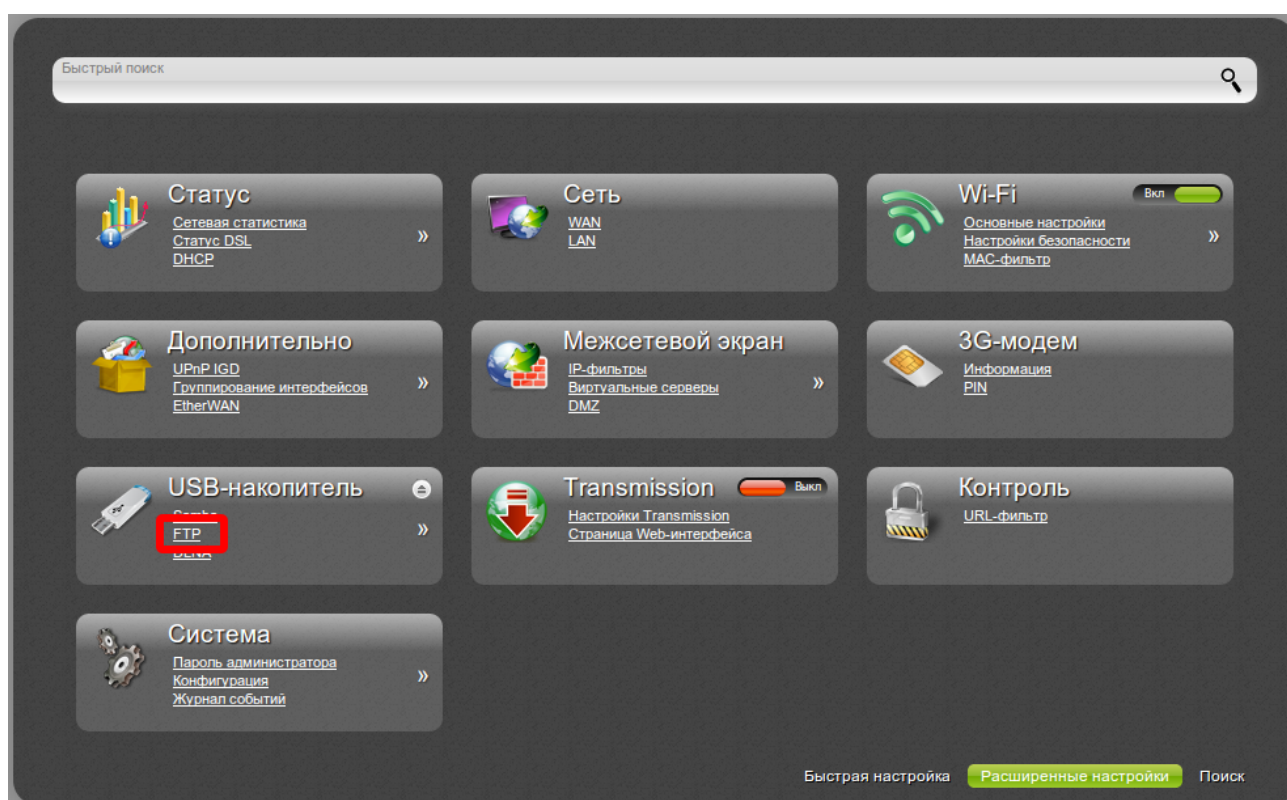 Быстрый поиск
Статус
Сетевая статистика
Статус DSL
DHCP
»
Сеть
WAN
LAN
Wi-Fi
Вкл
Основные настройки
Настройки безопасности
MAC-фильтр
»
Дополнительно
UPnP IGD
Группирование интерфейсов
EtherWAN
»
Межсетевой экран
IP-фильтры
Виртуальные серверы
DMZ
»
3G-модем
Информация
PIN
USB-накопитель
Samba
FTP
DLNA
»
Transmission
Выкл
Настройки Transmission
Страница Web-интерфейса
Контроль
URL-фильтр
Система
Пароль администратора
Конфигурация
Журнал событий
»
Быстрая настройка Расширенные настройки Поиск